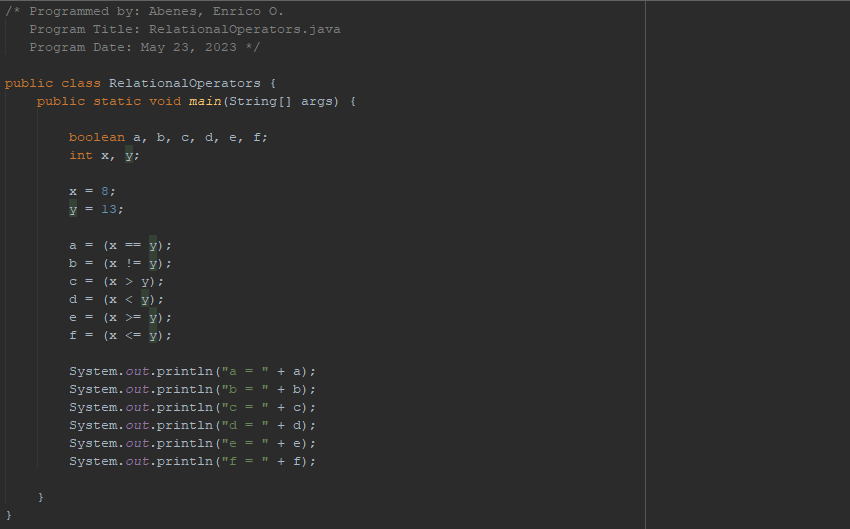 /* Programmed by: Abenes, Enrico O.
   Program Title: RelationalOperators.java
   Program Date: May 23, 2023 */
public class RelationalOperators {
    public static void main(String[] args) {
        boolean a, b, c, d, e, f;
        int x, y;
        x = 8;
        y = 13;
        a = (x == y);
        b = (x != y);
        c = (x > y);
        d = (x < y);
        e = (x >= y);
        f = (x <= y);
        System.out.println("a = " + a);
        System.out.println("b = " + b);
        System.out.println("c = " + c);
        System.out.println("d = " + d);
        System.out.println("e = " + e);
        System.out.println("f = " + f);
    }
}